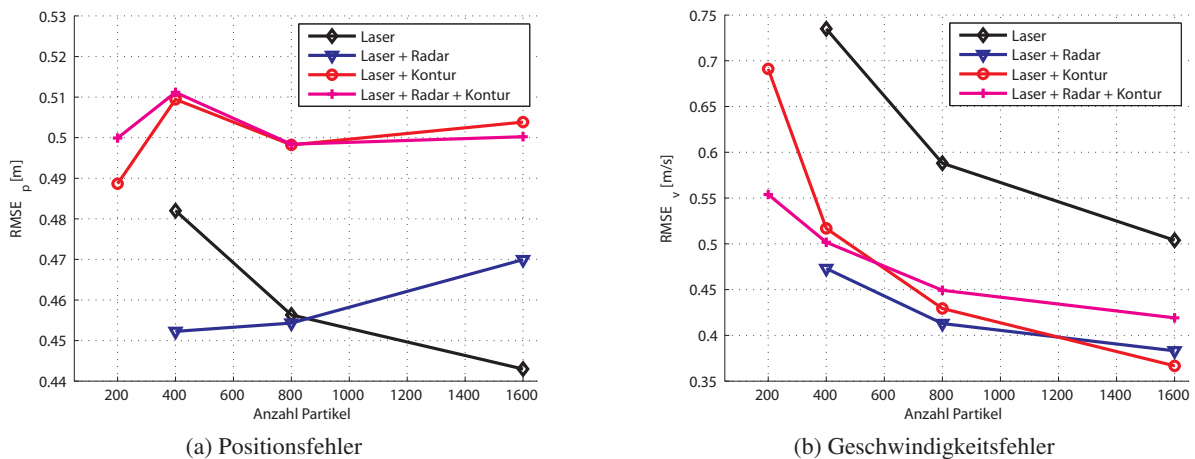 0.53
0.52
0.51
0.5
0.49
0.48
0.47
0.46
0.45
0.44
RMSE p [m]
200 400 600 800 1000 1200 1400 1600
Anzahl Partikel
Laser
Laser + Radar
Laser + Kontur
Laser + Radar + Kontur
(a) Positionsfehler
0.75
0.7
0.65
0.6
0.55
0.5
0.45
0.4
0.35
RMSE v [m/s]
200 400 600 800 1000 1200 1400 1600
Anzahl Partikel
Laser
Laser + Radar
Laser + Kontur
Laser + Radar + Kontur
(b) Geschwindigkeitsfehler